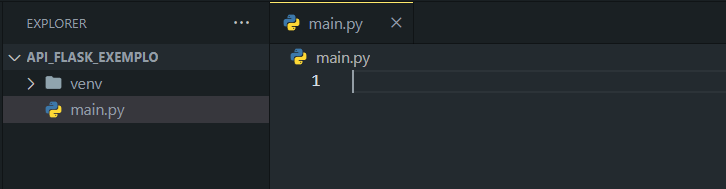 EXPLORER
API_FLASK_EXEMPLO
venv
main.py
main.py
main.py
1